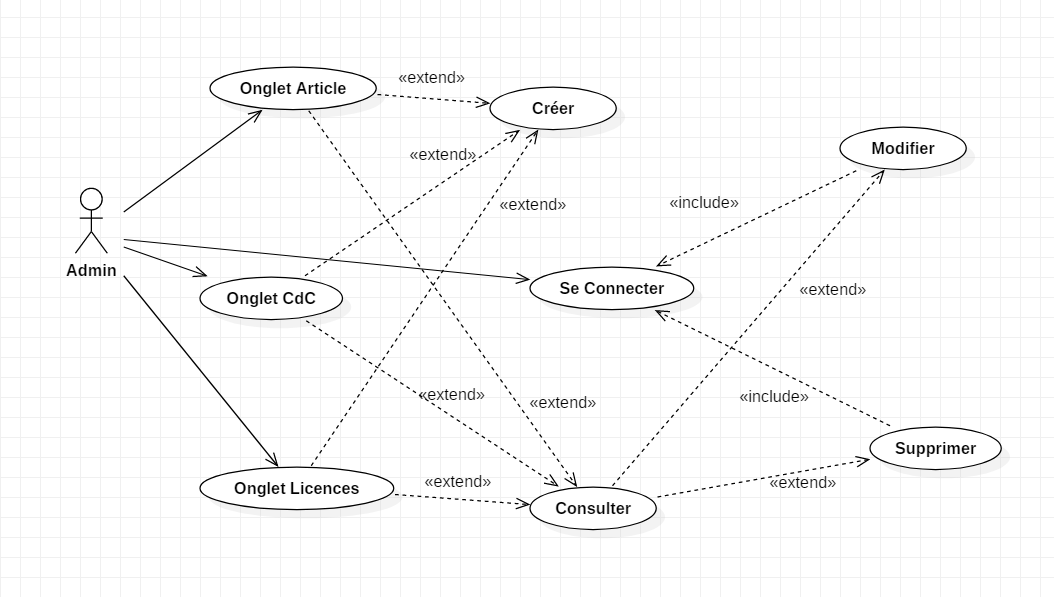 Onglet Article
«extend»
Créer
«extend»
Modifier
«extend»
«include»
Admin
Onglet CdC
Se Connecter
«extend»
«extend»
«extend»
«include»
Supprimer
Onglet Licences
«extend»
Consulter
«extend»